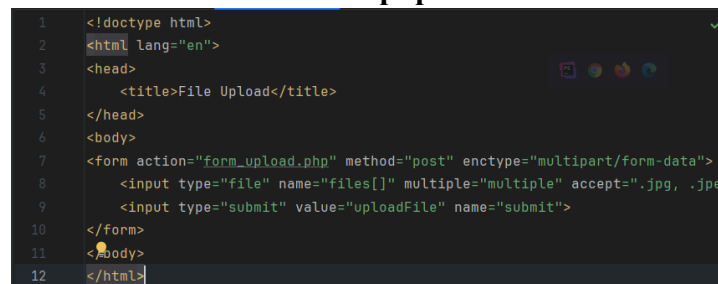 1 <!doctype html>
2 <html lang="en">
3 <head>
4 <title>File Upload</title>
5 </head>
6 <body>
7 <form action="form_upload.php" method="post" enctype="multipart/form-data">
8 <input type="file" name="files[]" multiple="multiple" accept=".jpg, .jpe
9 <input type="submit" value="uploadFile" name="submit">
10 </form>
11 </body>
12 </html>